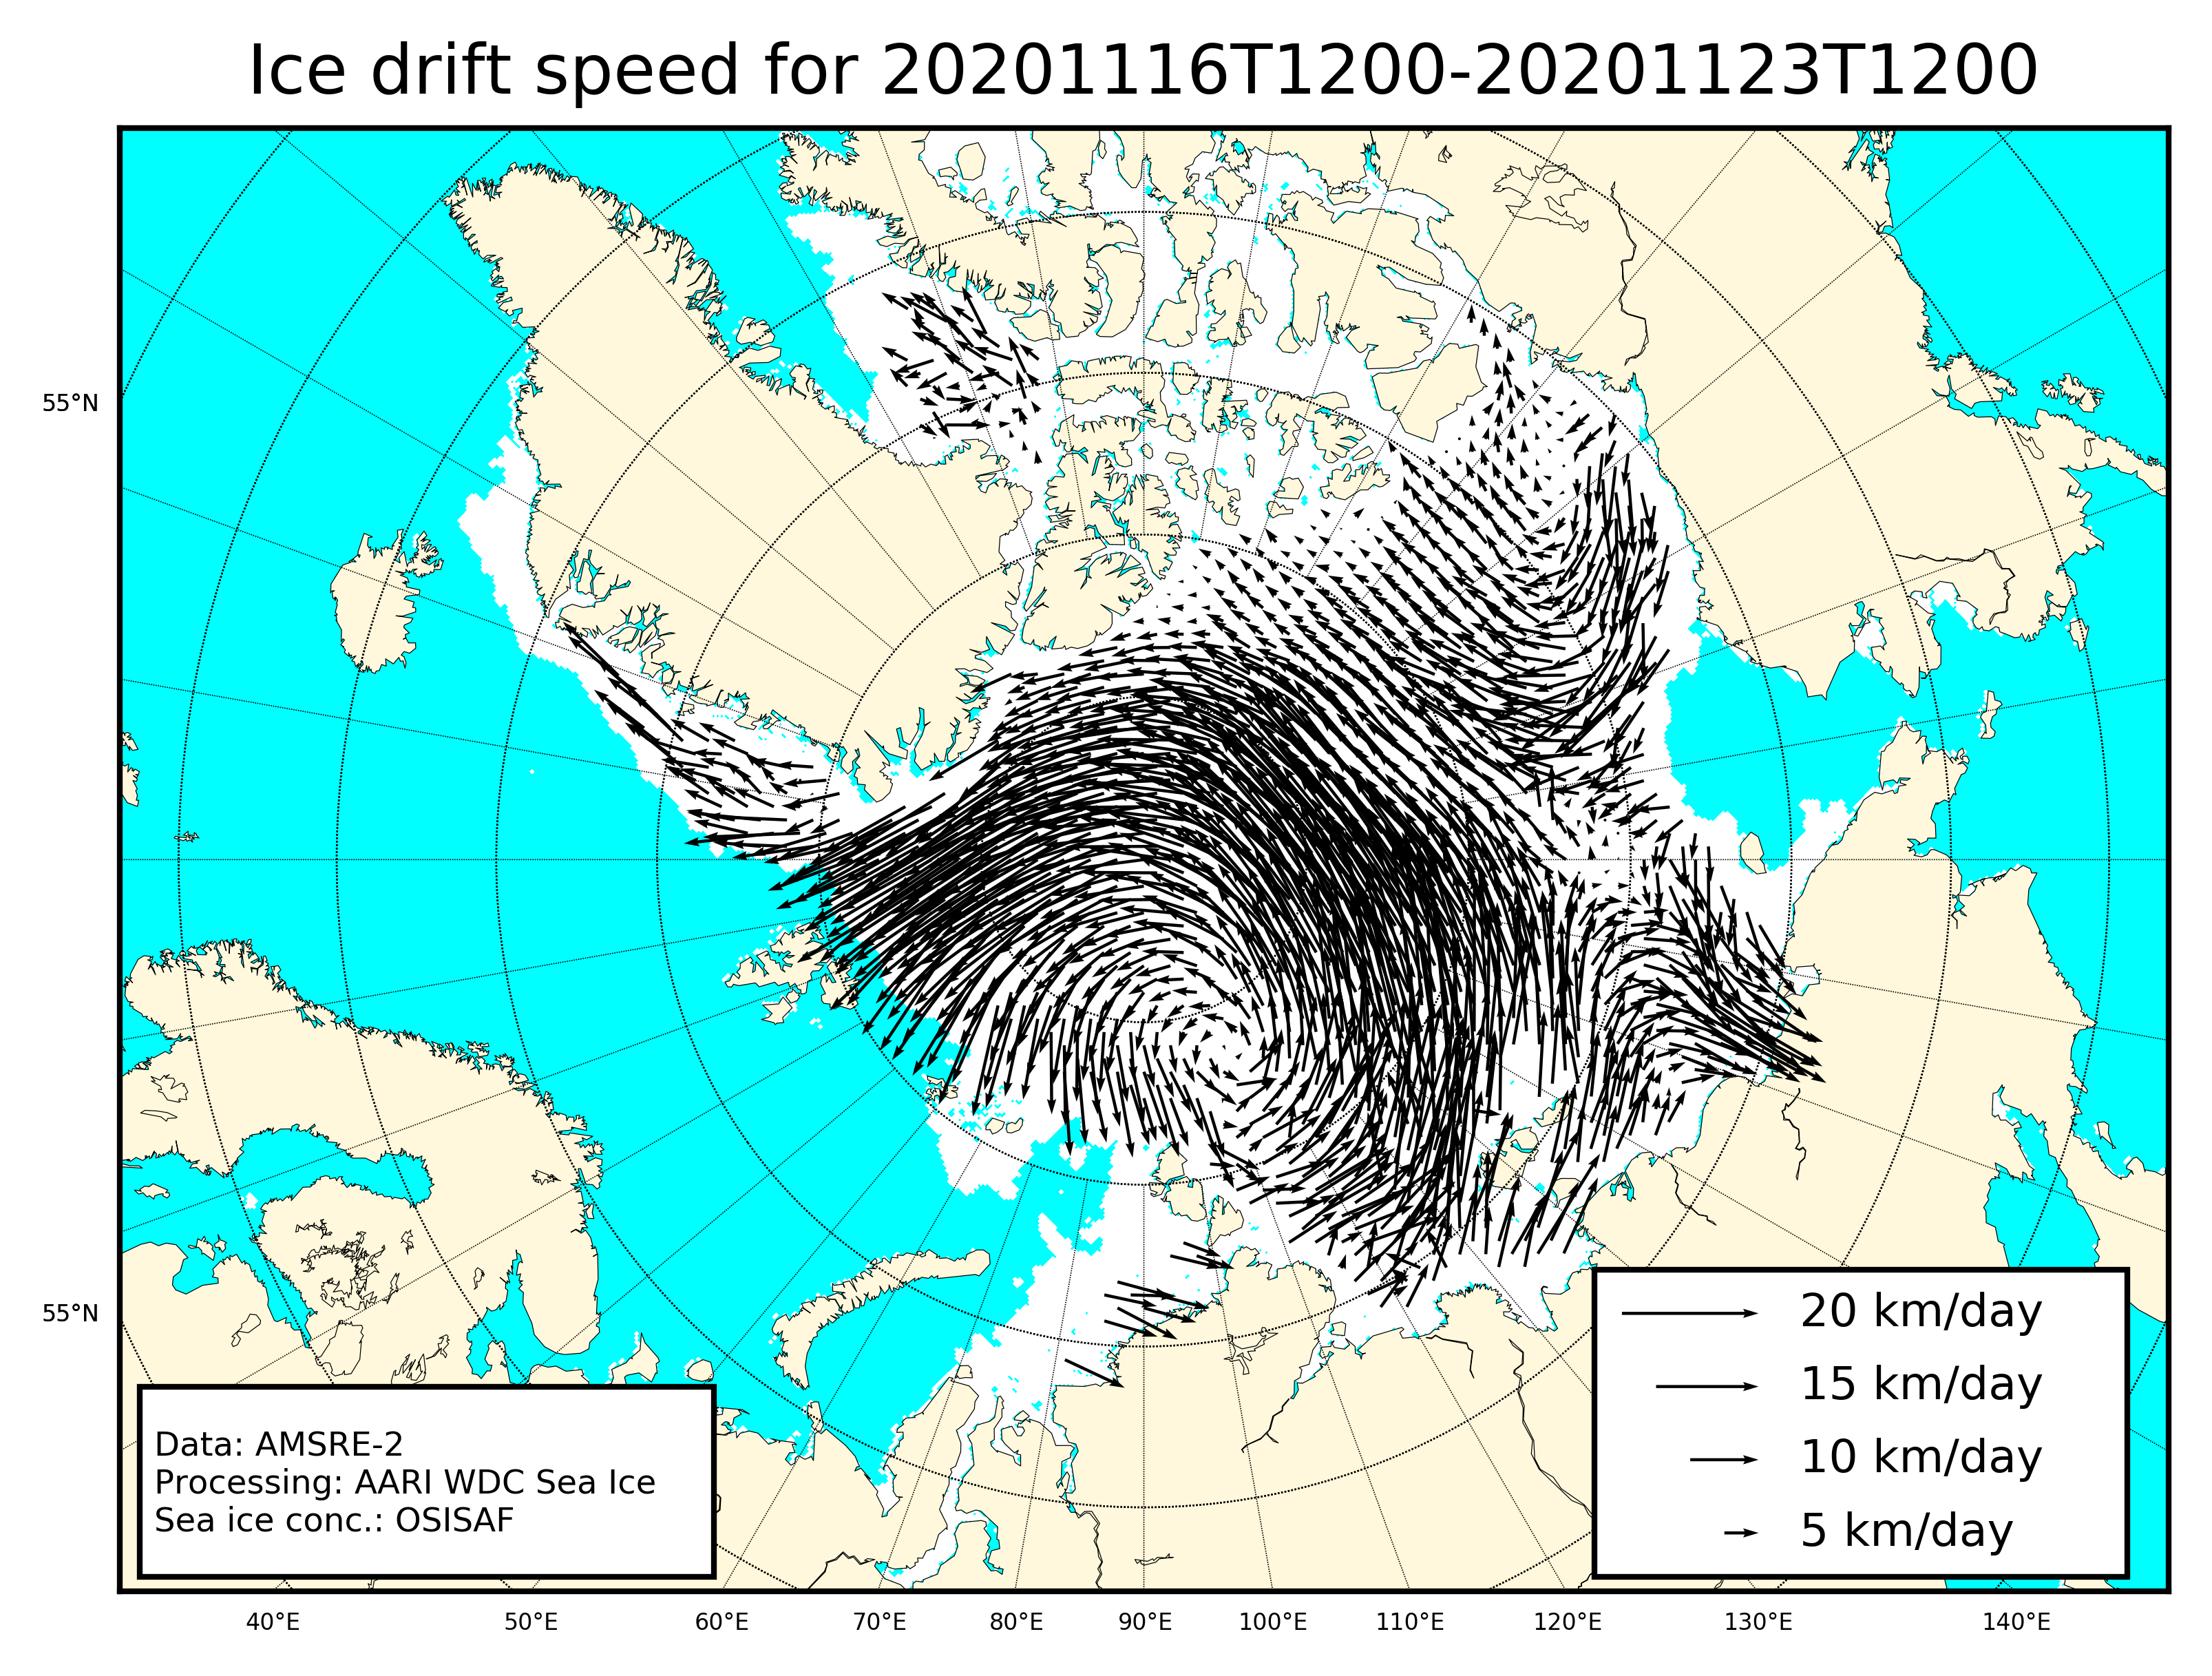 Ice drift speed for 20201116T1200-20201123T1200
55°N
55°N
20 km/day
15 km/day
10 km/day
5 km/day
Data: AMSRE-2
Processing: AARI WDC Sea Ice
Sea ice conc.: OSISAF
40°E 50°E 60°E 70°E 80°E 90°E 100°E 110°E 120°E 130°E 140°E